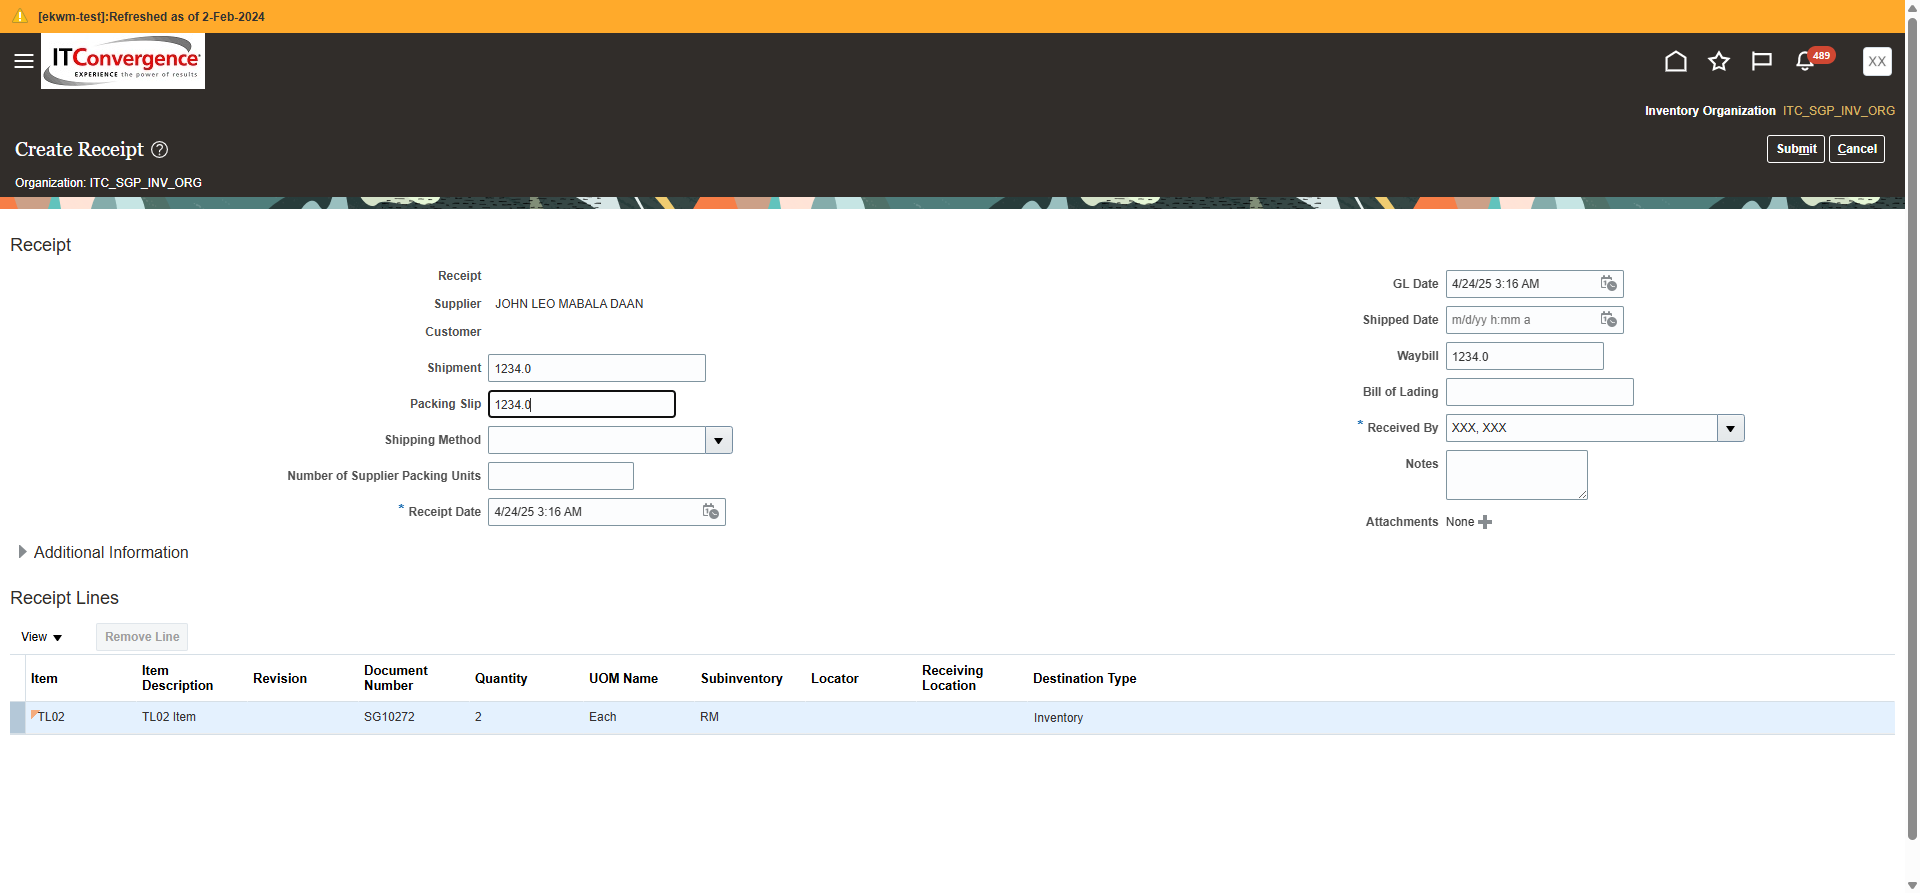 [ekwm-test]:Refreshed as of 2-Feb-2024
ITConvergence
EXPERIENCE the power of results
489
XX
Inventory Organization ITC_SGP_INV_ORG
Create Receipt ?
Submit Cancel
Organization: ITC_SGP_INV_ORG
Receipt
Receipt
Supplier JOHN LEO MABALA DAAN
Customer
Shipment 1234.0
Packing Slip 1234.0
Shipping Method
Number of Supplier Packing Units
* Receipt Date 4/24/25 3:16 AM
GL Date 4/24/25 3:16 AM
Shipped Date m/d/yy h:mm a
Waybill 1234.0
Bill of Lading
* Received By XXX, XXX
Notes
Attachments None
Additional Information
Receipt Lines
View Remove Line
Item Item Description Revision Document Number Quantity UOM Name Subinventory Locator Receiving Location Destination Type
TL02 TL02 Item SG10272 2 Each RM Inventory